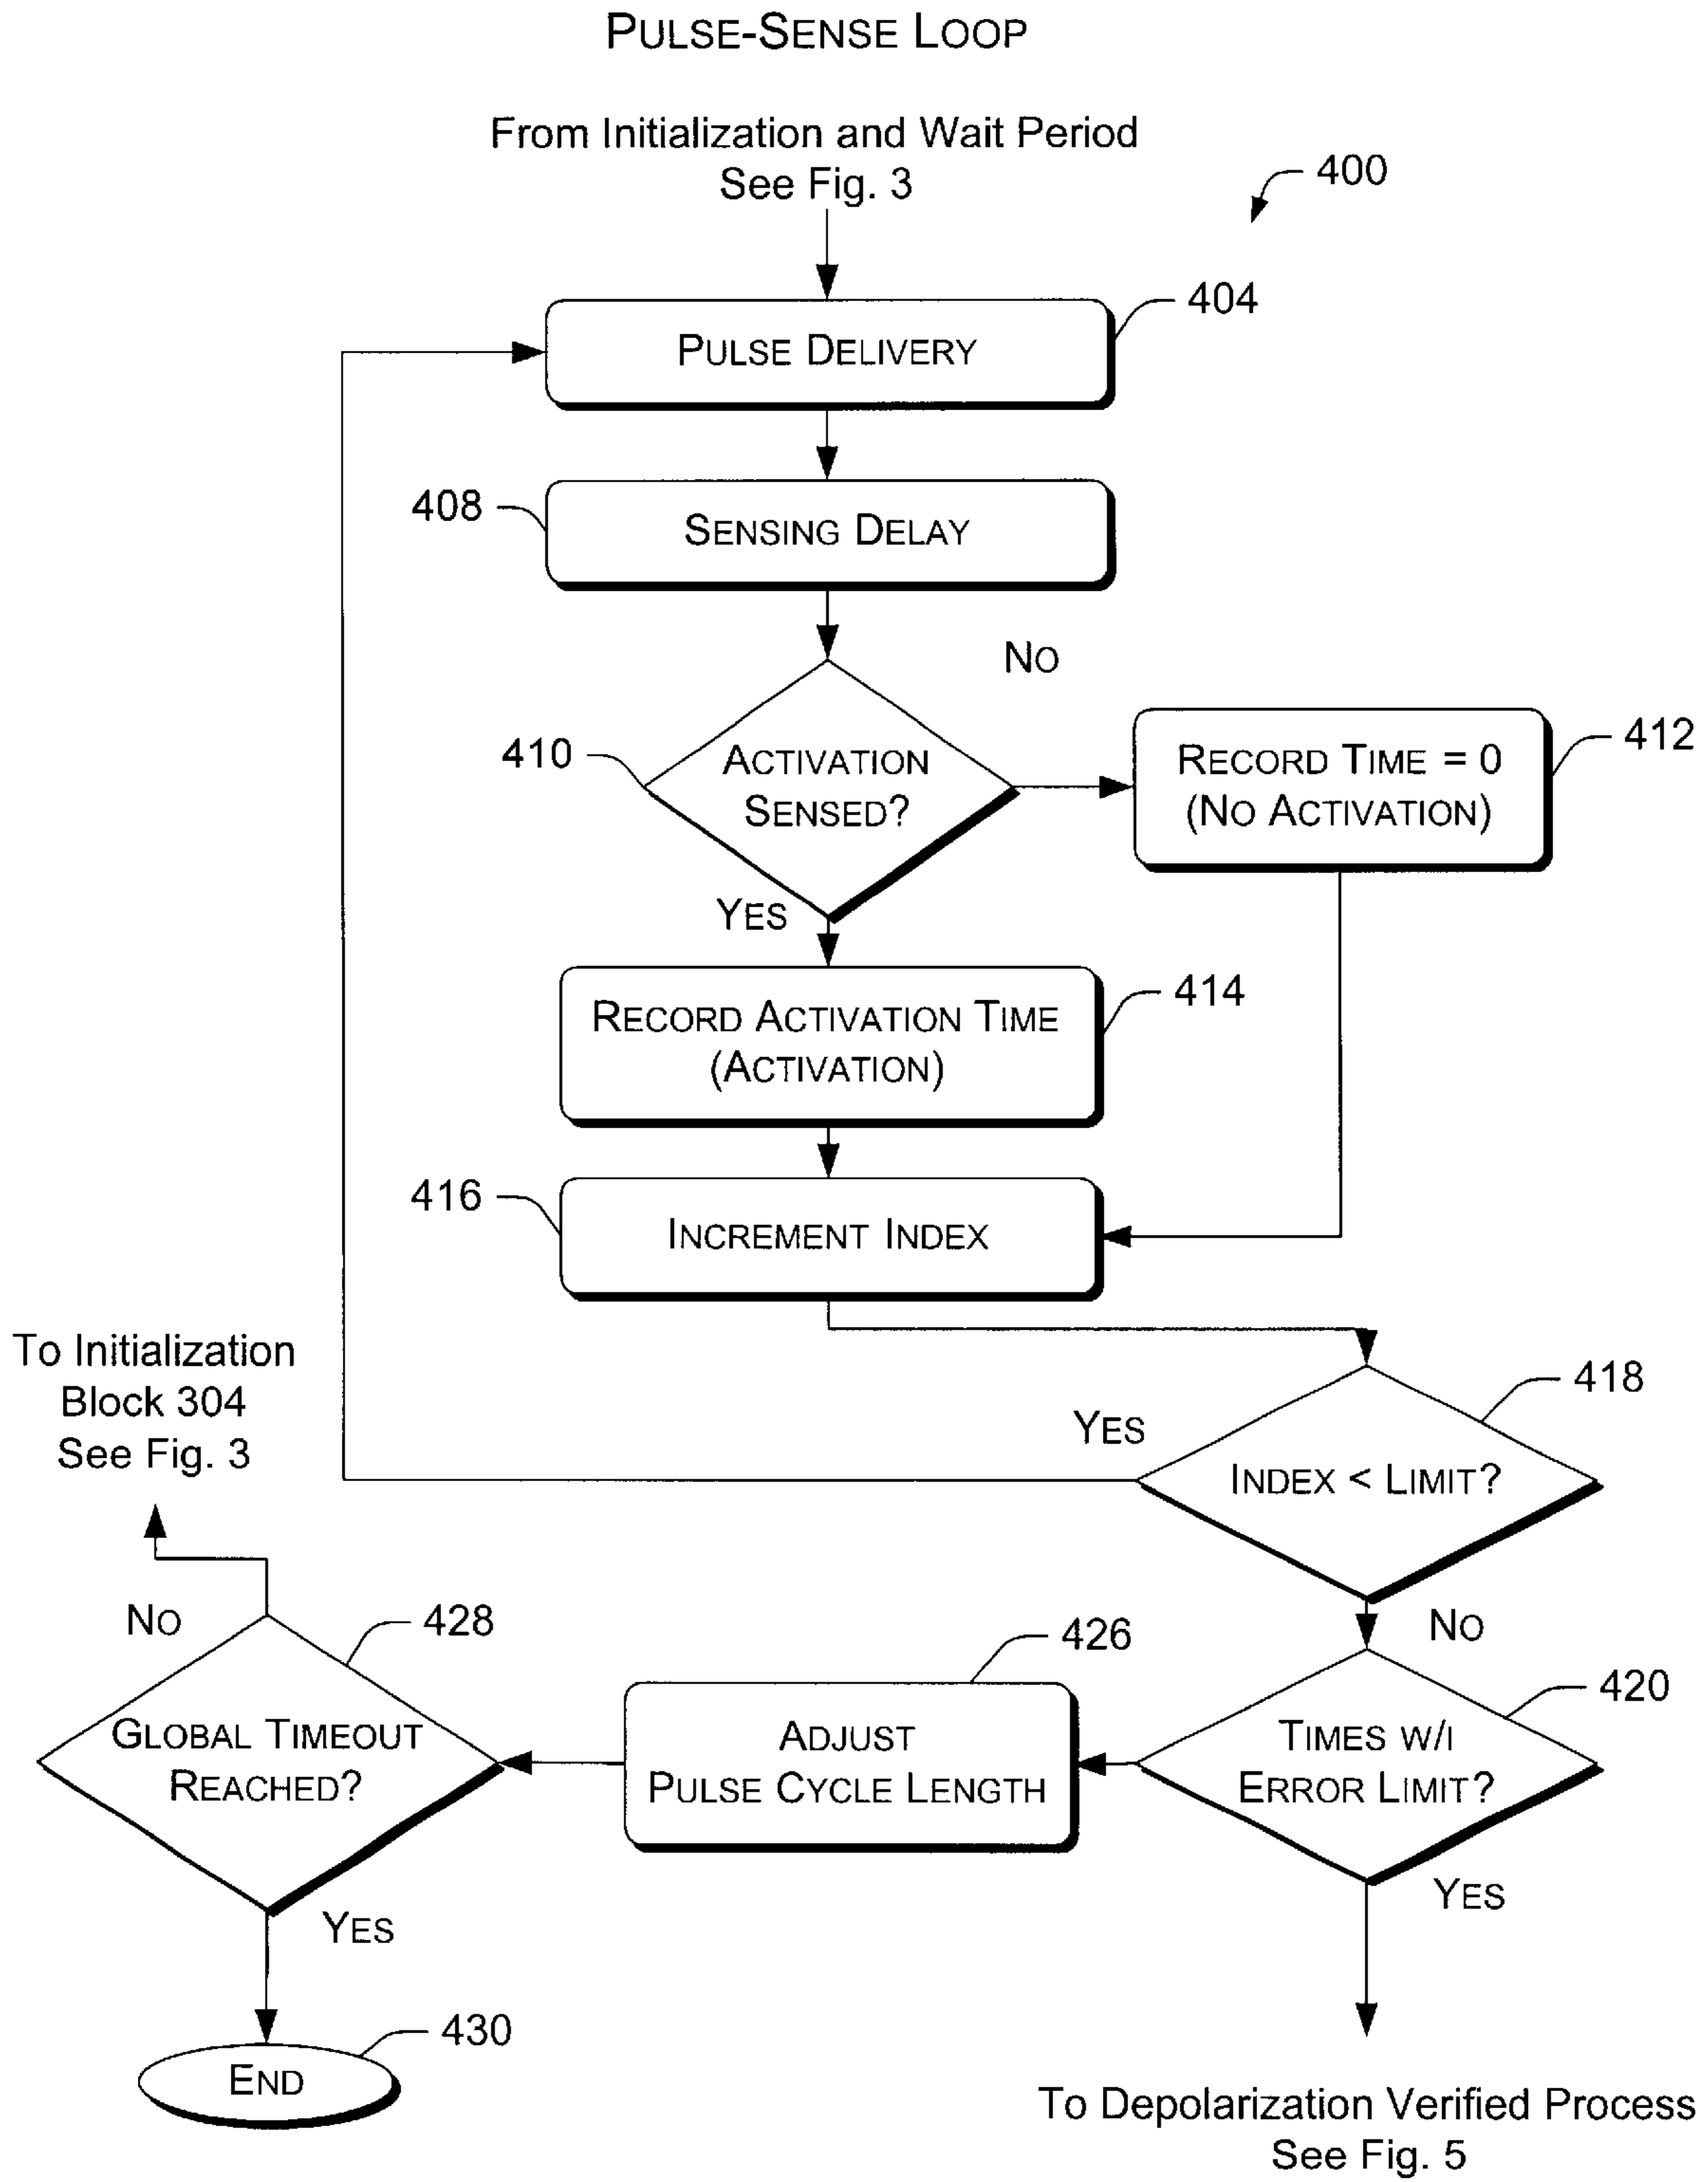 PULSE-SENSE LOOP
From Initialization and Wait Period
See Fig. 3
400
404
PULSE DELIVERY
408
SENSING DELAY
NO
410
ACTIVATION
SENSED?
412
RECORD TIME = 0
(NO ACTIVATION)
YES
414
RECORD ACTIVATION TIME
(ACTIVATION)
416
INCREMENT INDEX
To Initialization
Block 304
See Fig. 3
418
YES
INDEX < LIMIT?
NO
NO
428
426
420
GLOBAL TIMEOUT
REACHED?
ADJUST
PULSE CYCLE LENGTH
TIMES W/I
ERROR LIMIT?
YES
YES
430
END
To Depolarization Verified Process
See Fig. 5